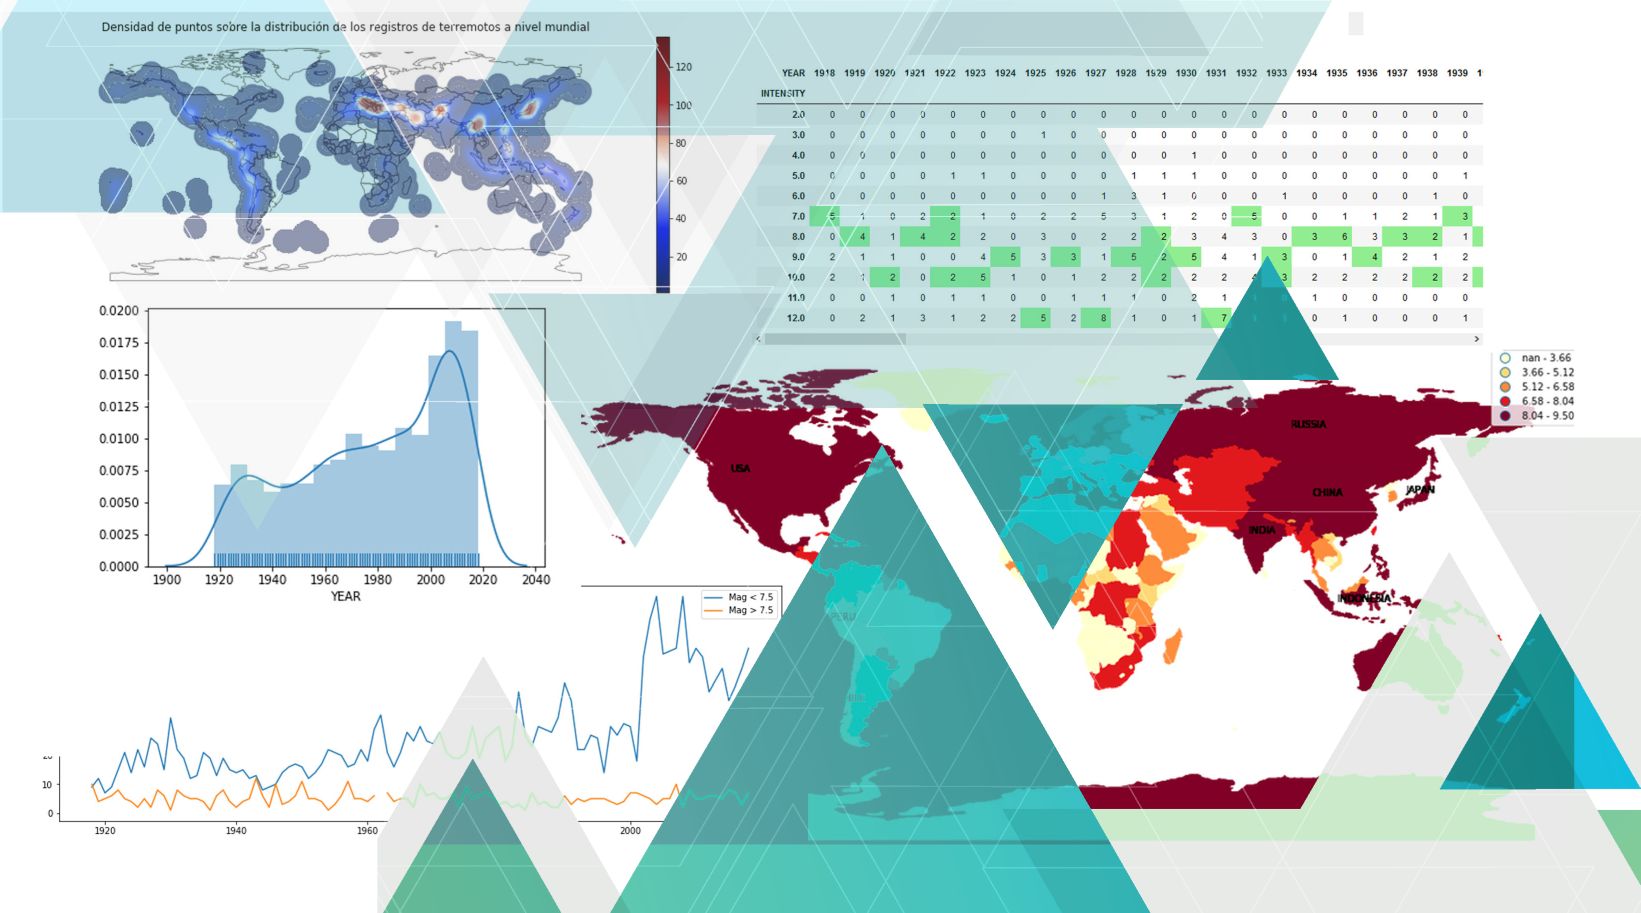 Densidad de puntos sobre la distribución de los registros de terremotos a nivel mundial
120
100
80
60
40
20
YEAR 1918 1919 1920 1921 1922 1923 1924 1925 1926 1927 1928 1929 1930 1931 1932 1933 1934 1935 1936 1937 1938 1939
INTENSITY
2.0 0 0 0 0 0 0 0 0 0 0 0 0 0 0 0 0 0 0 0 0 0 0
3.0 0 0 0 0 0 0 0 1 0 0 0 0 0 0 0 0 0 0 0 0 0 0
4.0 0 0 0 0 0 0 0 0 0 0 0 0 1 0 0 0 0 0 0 0 0 0
5.0 0 0 0 0 1 1 0 0 0 0 1 1 1 0 0 0 0 0 0 0 0 1
6.0 0 0 0 0 0 0 0 0 0 1 3 1 0 0 0 1 0 0 0 0 1 0
7.0 5 1 0 2 2 1 0 2 2 5 3 1 2 0 5 0 0 1 1 2 1 3
8.0 0 4 1 4 2 2 0 3 0 2 2 2 3 4 3 0 3 6 3 3 2 1
9.0 2 1 1 0 0 4 5 3 3 1 5 2 5 4 1 3 0 1 4 2 1 2
10.0 2 1 2 0 2 5 1 0 1 2 2 2 2 2 4 3 2 2 2 2 2 2
11.0 0 0 1 0 1 1 0 0 1 1 1 0 2 1 0 1 0 0 0 0
12.0 0 2 1 3 1 2 2 5 2 8 1 0 1 7 0 1 0 0 0 1
0.0200
0.0175
0.0150
0.0125
0.0100
0.0075
0.0050
0.0025
0.0000
1900 1920 1940 1960 1980 2000 2020 2040
YEAR
nan - 3.66
3.66 - 5.12
5.12 - 6.58
6.58 - 8.04
8.04 - 9.50
RUSSIA
USA
CHINA
JAPAN
INDIA
INDONESIA
PERU
Mag < 7.5
Mag > 7.5
10
0
1920 1940 1960 2000